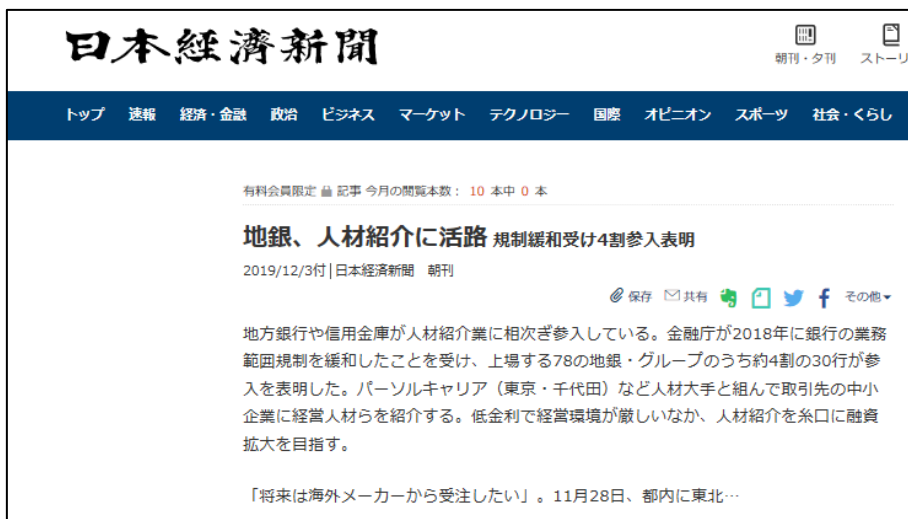 日本経済新聞
朝刊・夕刊 ストーリ
トップ 速報 経済・金融 政治 ビジネス マーケット テクノロジー 国際 オピニオン スポーツ 社会・くらし
有料会員限定 記事 今月の閲覧本数： 10 本中 0 本
地銀、人材紹介に活路 規制緩和受け4割参入表明
2019/12/3付|日本経済新聞 朝刊
保存 共有 その他
地方銀行や信用金庫が人材紹介業に相次ぎ参入している。金融庁が2018年に銀行の業務
範囲規制を緩和したことを受け、上場する78の地銀・グループのうち約4割の30行が参
入を表明した。パーソルキャリア（東京・千代田）など人材大手と組んで取引先の中小
企業に経営人材らを紹介する。低金利で経営環境が厳しいなか、人材紹介を糸口に融資
拡大を目指す。
「将来は海外メーカーから受注したい」。11月28日、都内に東北…